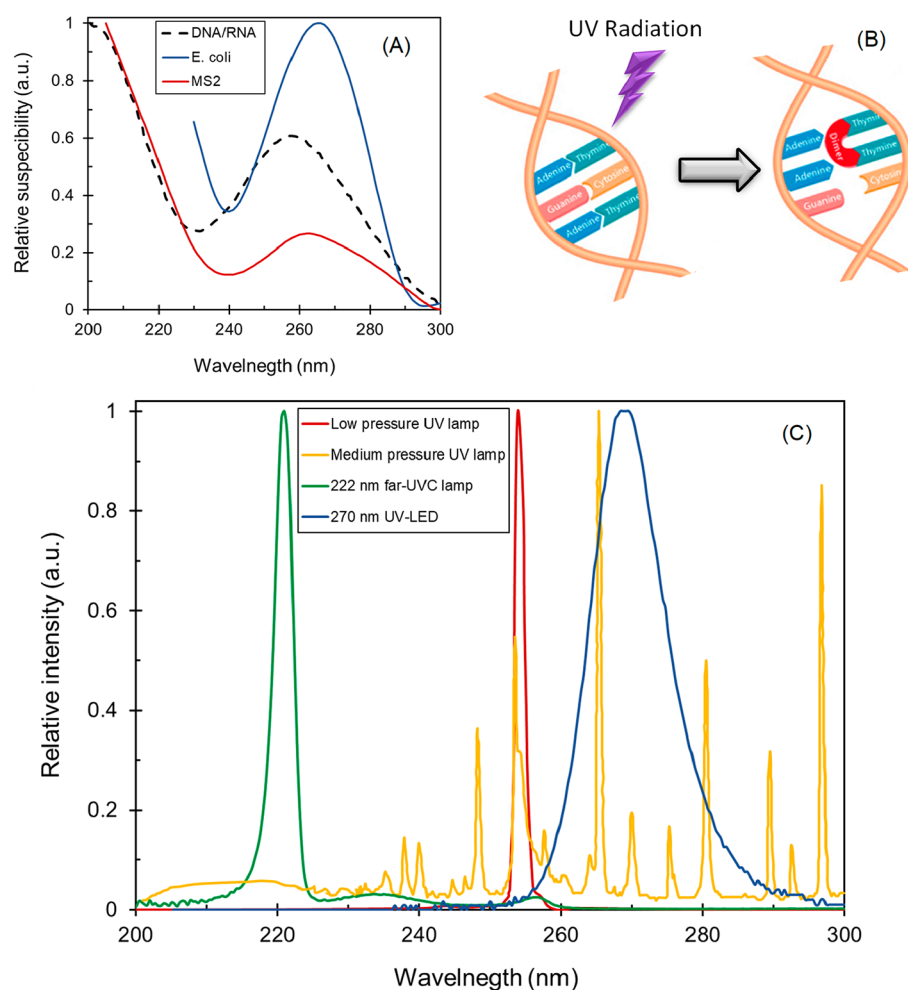 (A)
DNA/RNA
E. coli
MS2
Relative suspecibility (a.u.)
1
0.8
0.6
0.4
0.2
0
200 220 240 260 280 300
Wavelnegth (nm)
UV Radiation
(B)
Adenine Thymine
Guanine Cytosine
Adenine Thymine
Adenine Dimer Thymine
Adenine Thymine
Guanine Cytosine
(C)
Low pressure UV lamp
Medium pressure UV lamp
222 nm far-UVC lamp
270 nm UV-LED
Relative intensity (a.u.)
1
0.8
0.6
0.4
0.2
0
200 220 240 260 280 300
Wavelnegth (nm)